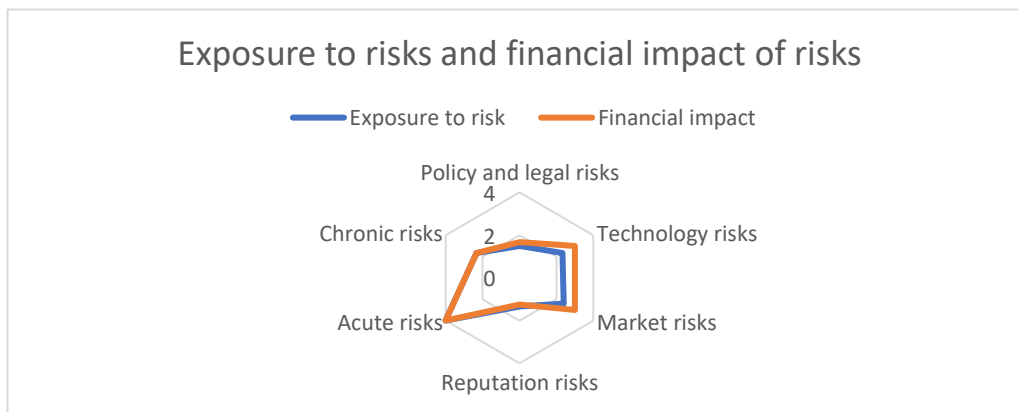 Exposure to risks and financial impact of risks
Exposure to risk Financial impact
Policy and legal risks
4
Chronic risks 2 Technology risks
0
Acute risks Market risks
Reputation risks